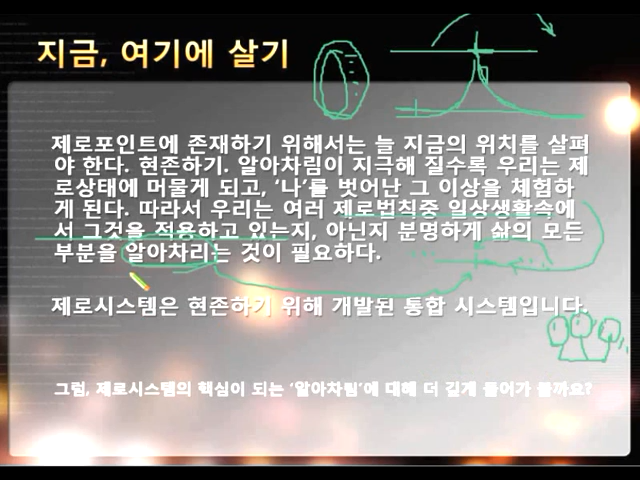 지금, 여기에 살기
제로포인트에 존재하기 위해서는 늘 지금의 위치를 살펴
야 한다. 현존하기. 알아차림이 지극해 질수록 우리는 제
로상태에 머물게 되고, ‘나’를 벗어난 그 이상을 체험하
게 된다. 따라서 우리는 여러 제로법칙중 일상생활속에
서 그것을 적용하고 있는지, 아닌지 분명하게 삶의 모든
부분을 알아차리는 것이 필요하다.
제로시스템은 현존하기 위해 개발된 통합 시스템입니다.
그럼, 제로시스템의 핵심이 되는 ‘알아차림’에 대해 더 깊게 들어가 볼까요?